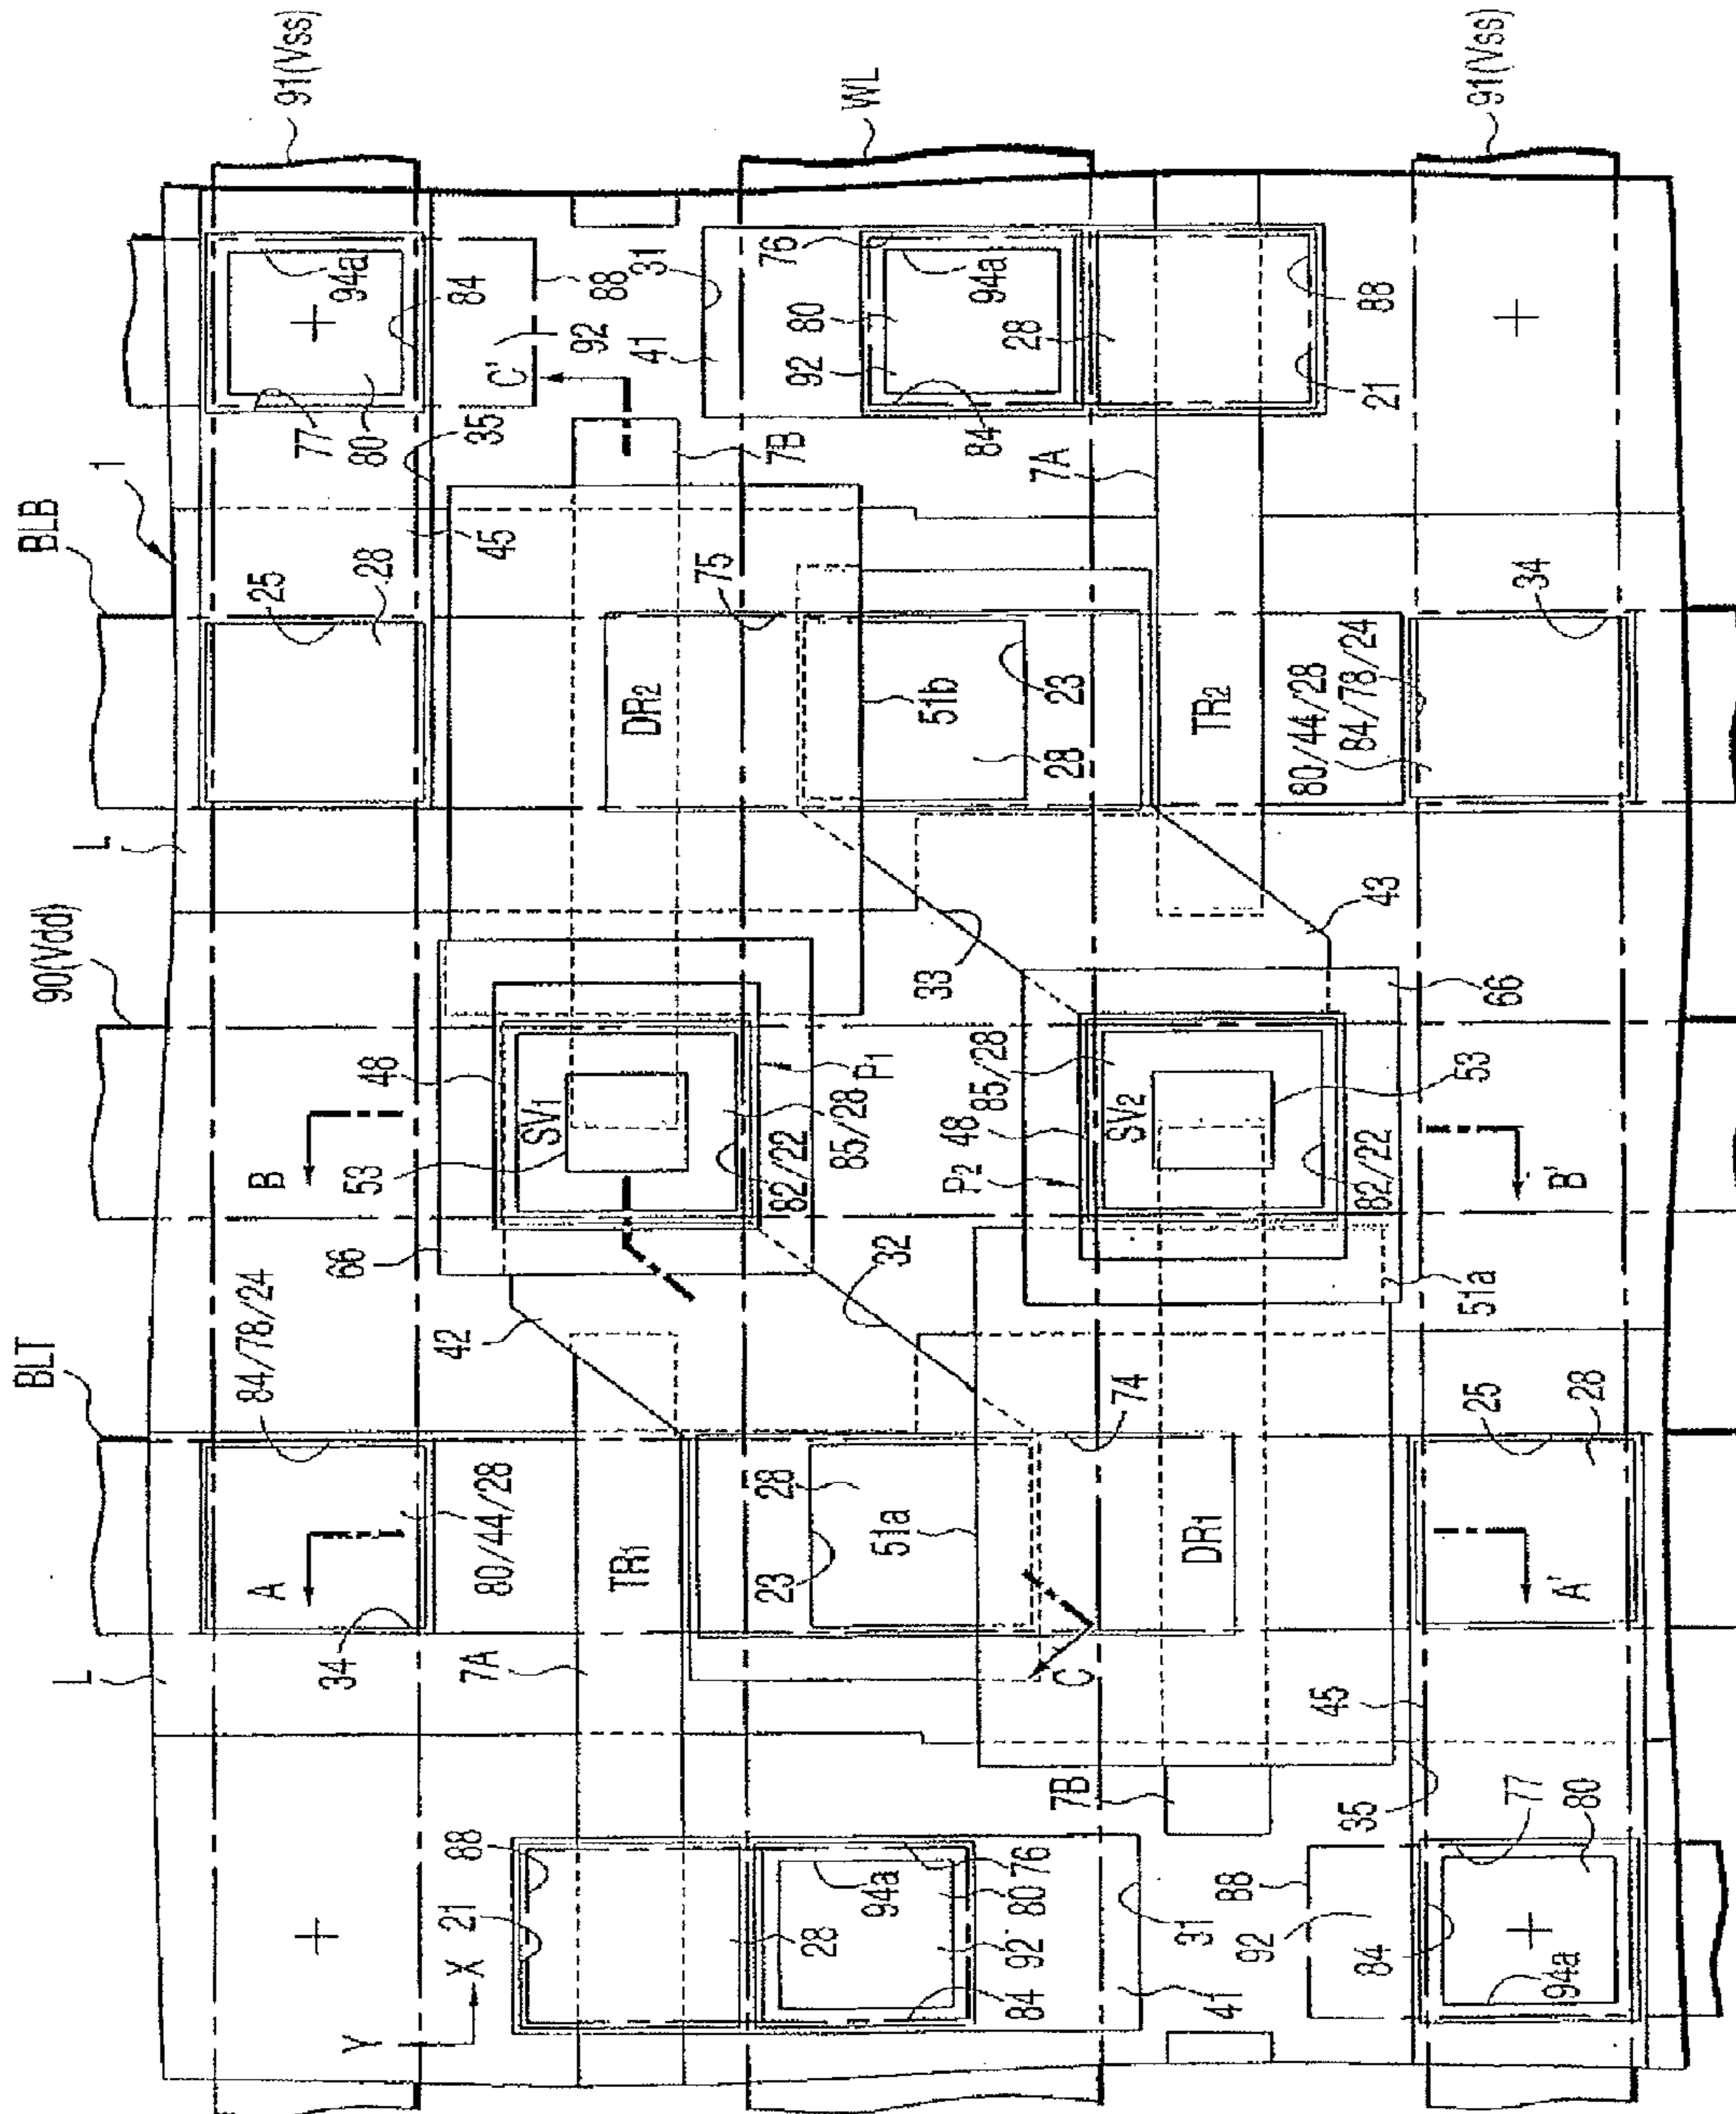 BLT
90(Vdd)
BLB
L
L
1
A
84/78/24
B
25
91(Vss)
34
66
77
Y
48
28
80
94a
53
45
42
X
21
88
35
84
7A
80/44/28
C'
SV1
92
88
TR1
DR2
41
31
28
23
28
82/22
75
7B
76
85/28
92
80
76
WL
94a
51a
32
P1
84
92
80
51b
33
P2
84
94a
48
7A
28
C
7B
85/28
28
23
SV2
74
31
41
DR1
TR2
88
92
80/44/28
45
35
84
82/22
84/78/24
88
21
43
53
25
51a
66
94a
77
80
A'
B'
28
34
91(Vss)